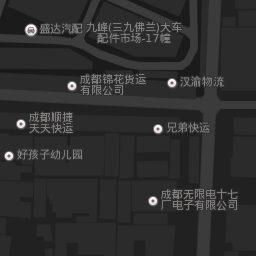 盛达汽配
九峰(三九佛兰)大车
配件市场-17幢
成都锦花货运
有限公司
汉渝物流
成都顺捷
天天快运
兄弟快运
好孩子幼儿园
成都无限电十七
厂电子有限公司